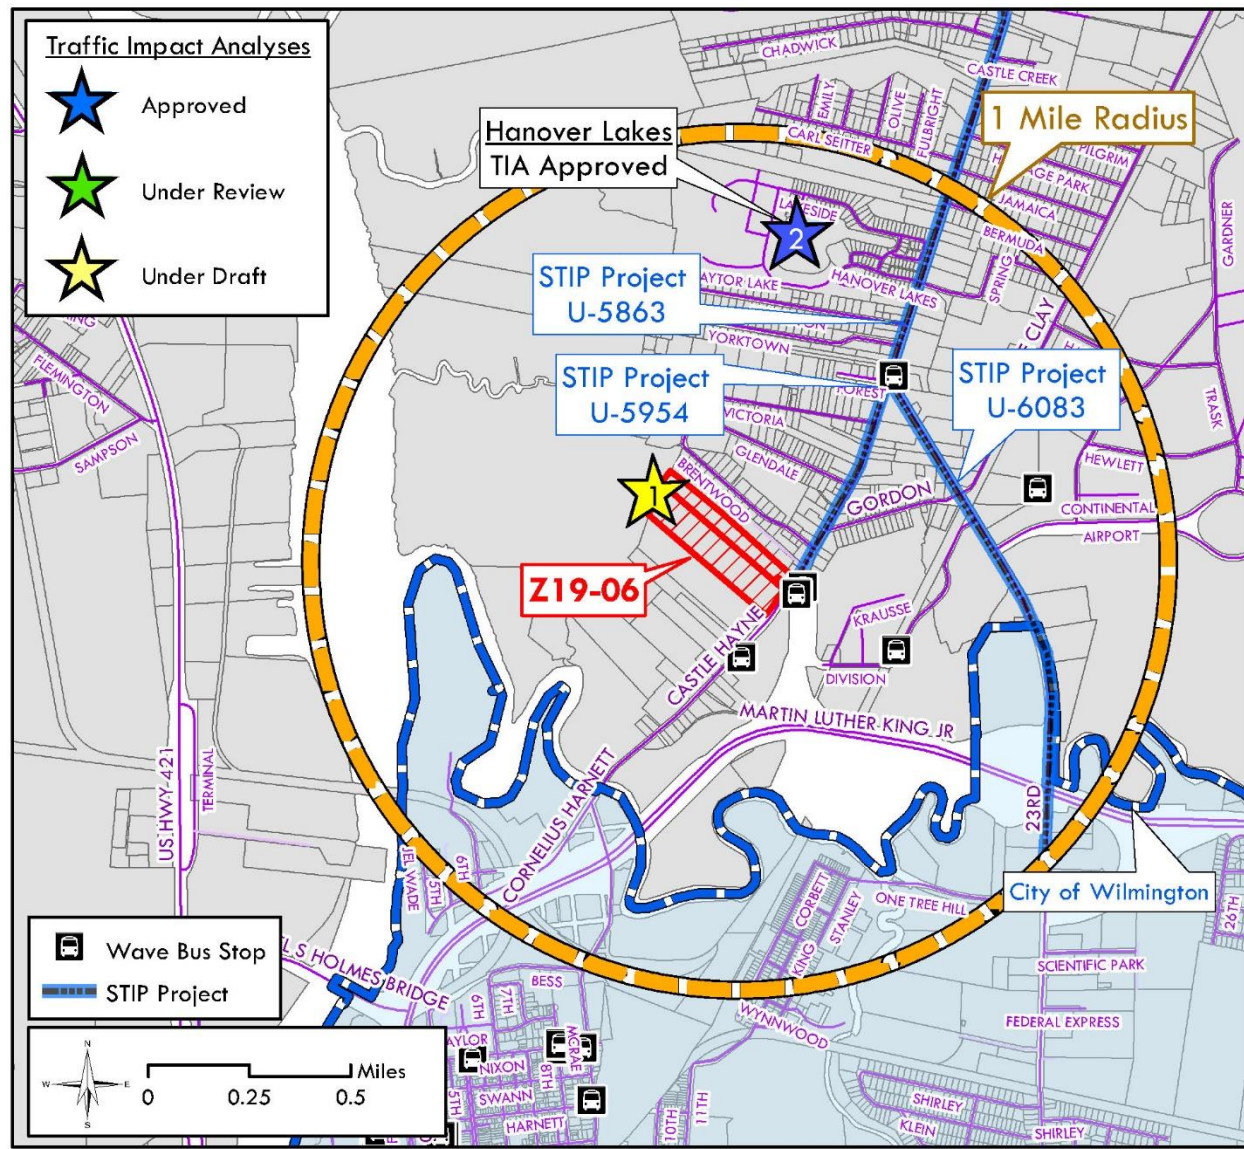 Traffic Impact Analyses
Approved
Under Review
Under Draft
CHADWICK
CASTLE CREEK
EMILY
OLIVE
FULBRIGHT
1 Mile Radius
Hanover Lakes
TIA Approved
CARL SEITTER
PILGRIM
JAMAICA
BERMUDA
GARDNER
LAKESIDE
2
SPRING
HANOVER LAKES
STIP Project
U-5863
CLAY
YORKTOWN
STIP Project
U-5954
FOREST
STIP Project
U-6083
TRASK
FLEMINGTON
SAMPSON
VICTORIA
GLENDALE
BRENTWOOD
HEWLETT
1
GORDON
CONTINENTAL
AIRPORT
Z19-06
CASTLE HAYNE
KRAUSSE
DIVISION
MARTIN LUTHER KING JR
US HWY 421
TERMINAL
CORNELIUS HARNETT
23RD
JEL WADE
5TH
6TH
CORBETT
STANLEY
KING
ONE TREE HILL
City of Wilmington
26TH
Wave Bus Stop
STIP Project
S HOLMES BRIDGE
BESS
6TH
7TH
SCIENTIFIC PARK
WYNNWOOD
FEDERAL EXPRESS
MCRAE
NIXON
8TH
SWANN
5TH
HARNETT
10TH
11TH
SHIRLEY
KLEIN
SHIRLEY
N
W
E
S
Miles
0
0.25
0.5